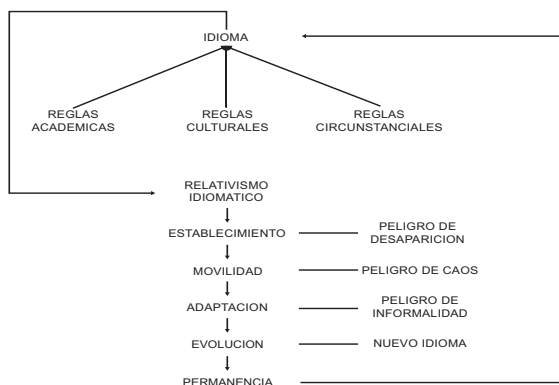 IDIOMA
REGLAS
ACADEMICAS
REGLAS
CULTURALES
REGLAS
CIRCUNSTANCIALES
RELATIVISMO
IDIOMATICO
ESTABLECIMIENTO
PELIGRO DE
DESAPARICION
MOVILIDAD
PELIGRO DE CAOS
ADAPTACION
PELIGRO DE
INFORMALIDAD
EVOLUCION
NUEVO IDIOMA
PERMANENCIA